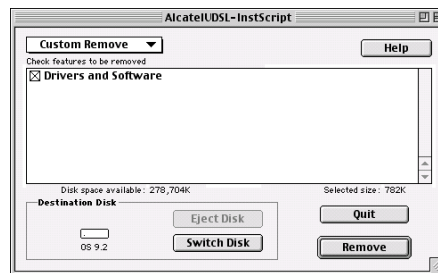 AlcatelUDSL-InstScript
Custom Remove
Help
Check features to be removed
Drivers and Software
Disk space available: 278,704K
Selected size: 782K
Destination Disk
Eject Disk
Quit
OS 9.2
Switch Disk
Remove